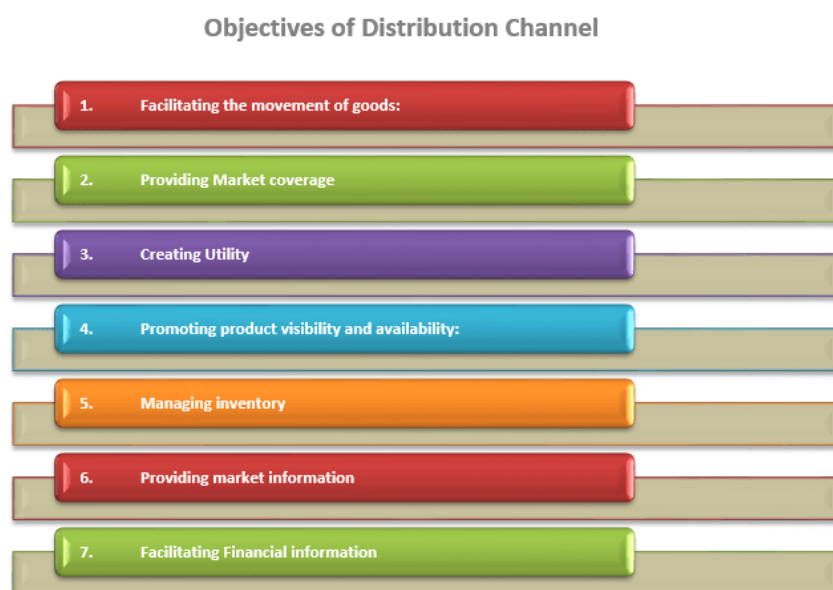 Objectives of Distribution Channel
1. Facilitating the movement of goods:
2. Providing Market coverage
3. Creating Utility
4. Promoting product visibility and availability:
5. Managing inventory
6. Providing market information
7. Facilitating Financial information